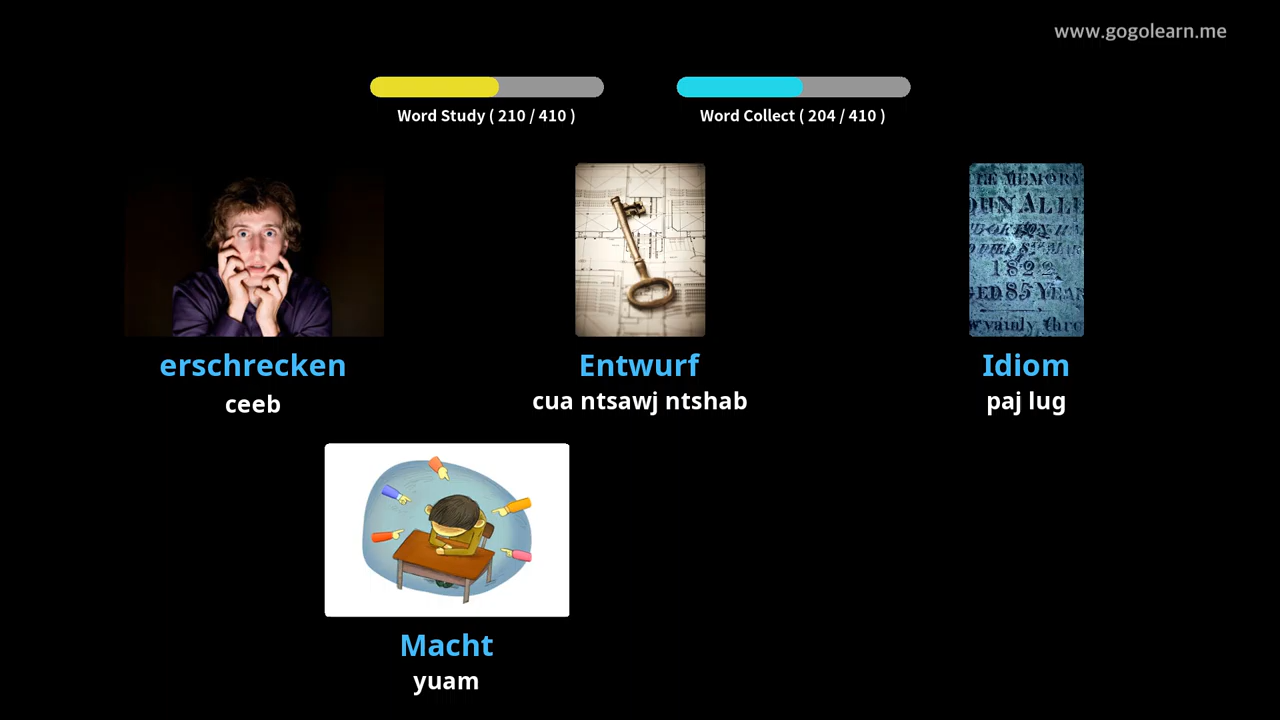 www.gogolearn.me
Word Study ( 210 / 410 )
Word Collect ( 204 / 410 )
1822
erschrecken
Entwurf
Idiom
ceeb
cua ntsawj ntshab
paj lug
Macht
yuam